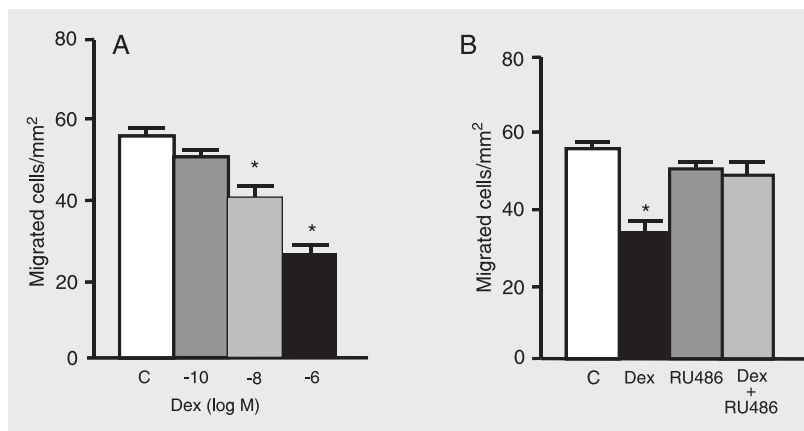 A
Migrated cells/mm²
80
60
40
20
0
*
*
C -10 -8 -6
Dex (log M)
B
Migrated cells/mm²
80
60
40
20
0
*
C Dex RU486 Dex
+
RU486